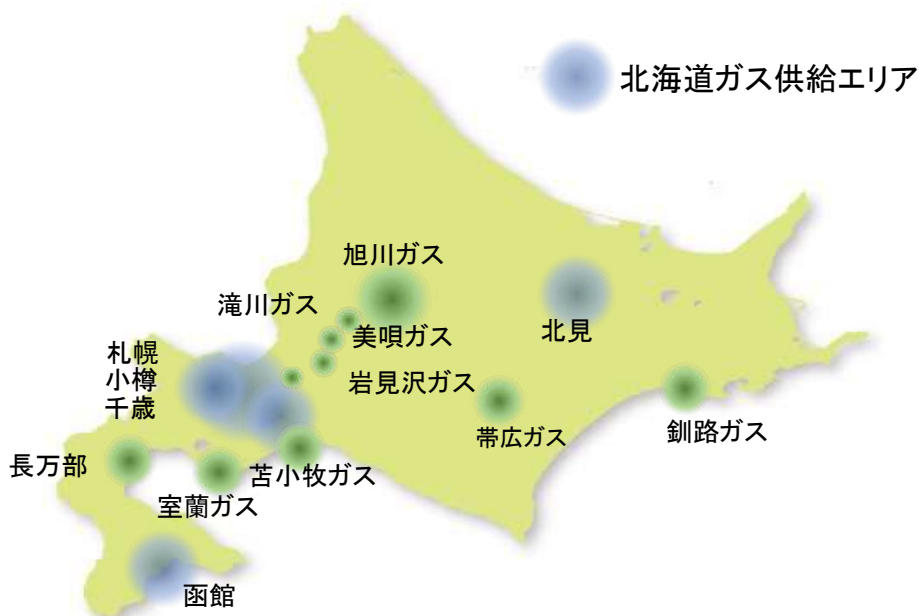 北海道ガス供給エリア
旭川ガス
滝川ガス
美唄ガス
北見
札幌
小樽
千歳
岩見沢ガス
帯広ガス
釧路ガス
長万部
苫小牧ガス
室蘭ガス
函館